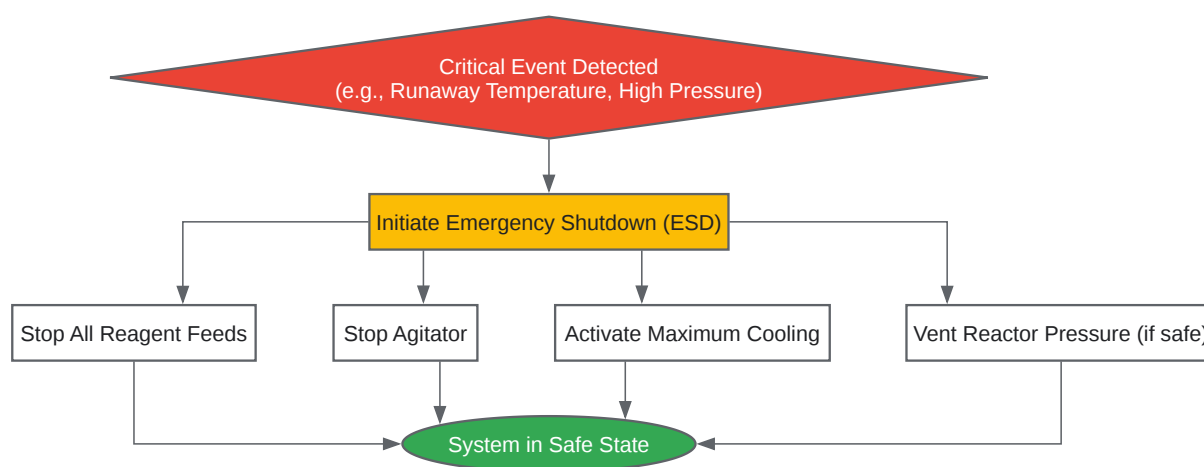 Critical Event Detected
(e.g., Runaway Temperature, High Pressure)
Initiate Emergency Shutdown (ESD)
Stop All Reagent Feeds
Stop Agitator
Activate Maximum Cooling
Vent Reactor Pressure (if safe)
System in Safe State